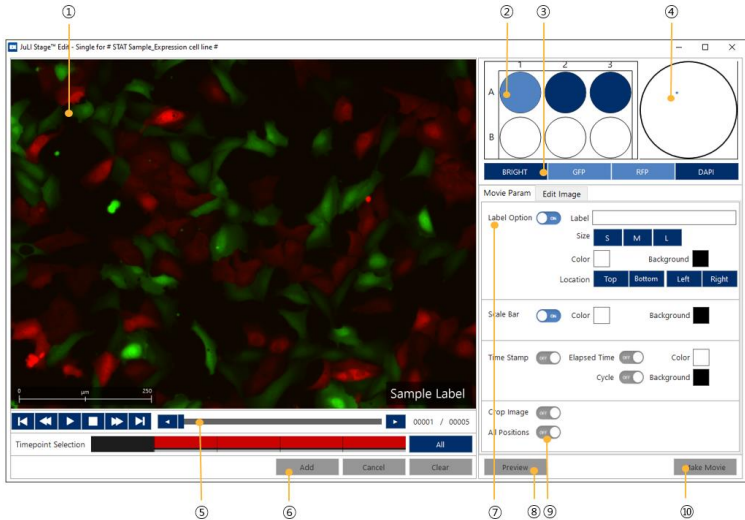 ① ② ③ ④
JuLI Stage™ Edit - Single for # STAT Sample_Expression cell line #
1 2 3
A
B
BRIGHT GFP RFP DAPI
Movie Param Edit Image
Label Option ON Label
Size S M L
Color Background
Location Top Bottom Left Right
Scale Bar ON Color Background
Time Stamp OFF Elapsed Time OFF Color
Cycle OFF Background
Crop Image OFF
All Positions OFF
0 µm 250
Sample Label
00001 / 00005
Timepoint Selection All
Add Cancel Clear Preview Make Movie
⑤ ⑥ ⑦ ⑧ ⑨ ⑩